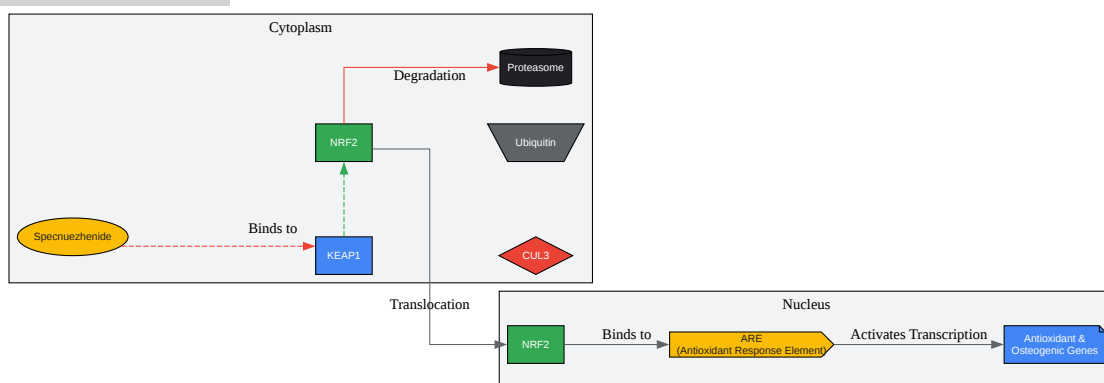 Cytoplasm
Proteasome
Degradation
NRF2
Ubiquitin
Specnuezhenide
Binds to
KEAP1
CUL3
Translocation
Nucleus
NRF2
Binds to
ARE
(Antioxidant Response Element)
Activates Transcription
Antioxidant &
Osteogenic Genes